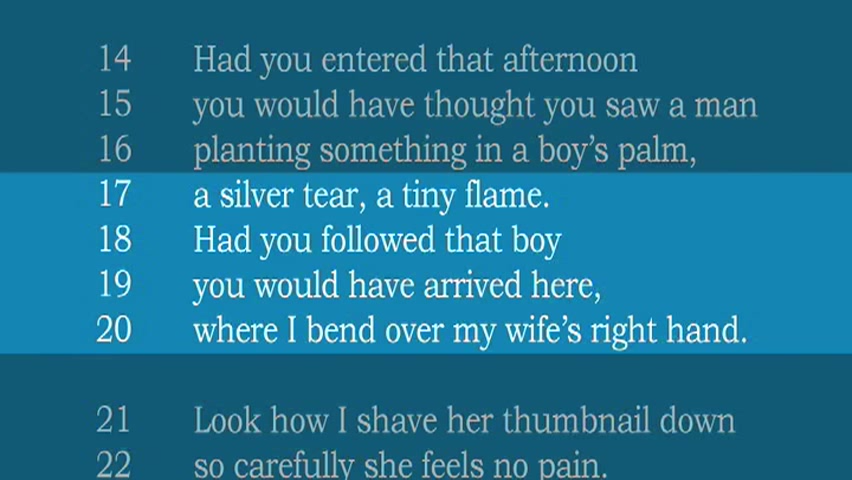 14 Had you entered that afternoon
15 you would have thought you saw a man
16 planting something in a boy's palm,
17 a silver tear, a tiny flame.
18 Had you followed that boy
19 you would have arrived here,
20 where I bend over my wife's right hand.
21 Look how I shave her thumbnail down
22 so carefully she feels no pain.